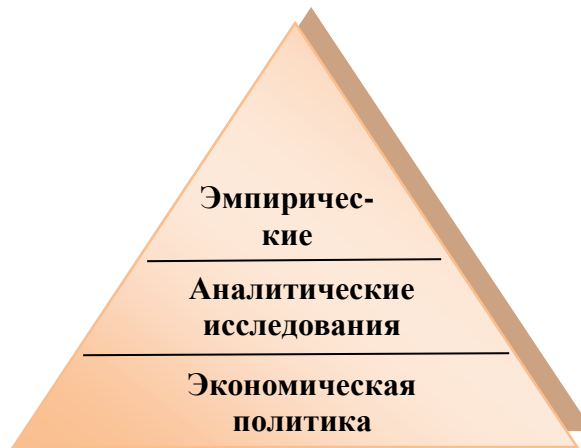 Эмпиричес-
кие
Аналитические
исследования
Экономическая
политика